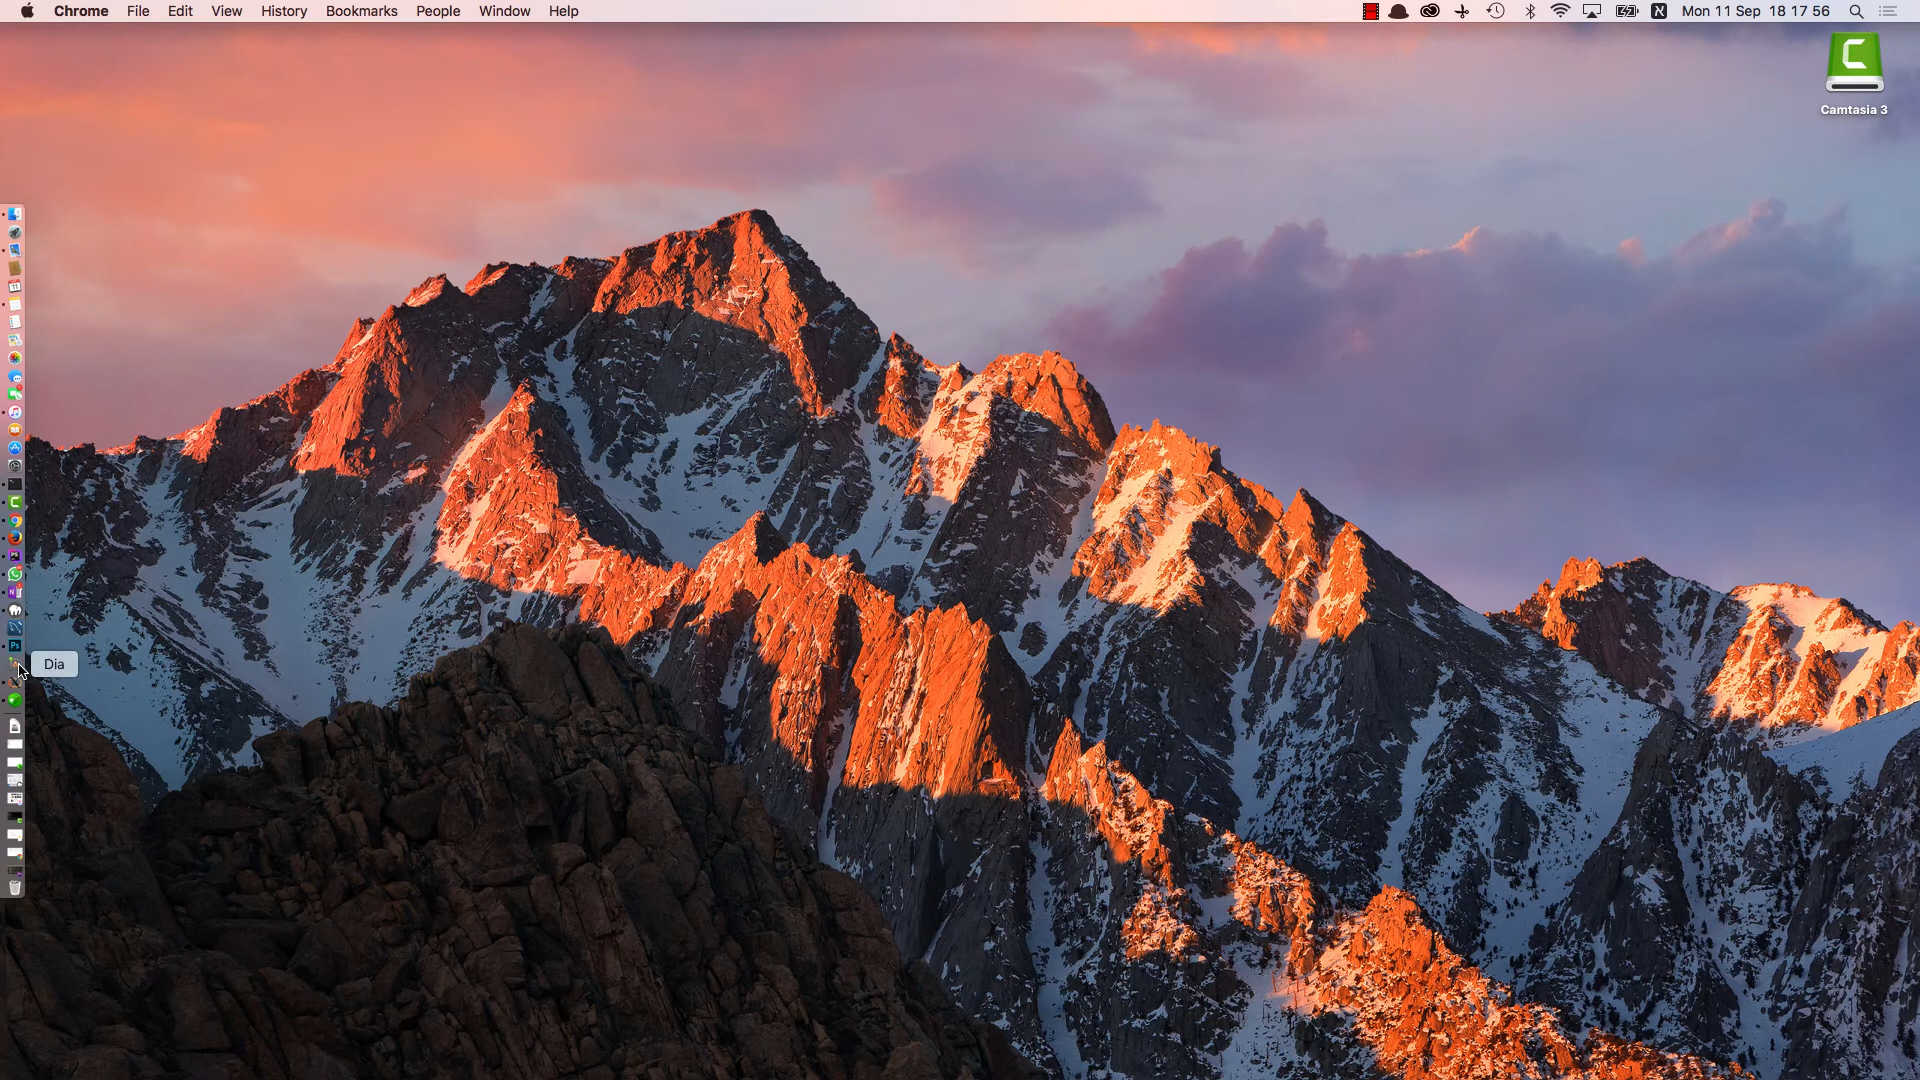 Chrome File Edit View History Bookmarks People Window Help
Mon 11 Sep 18 17 56
Camtasia 3
Dia